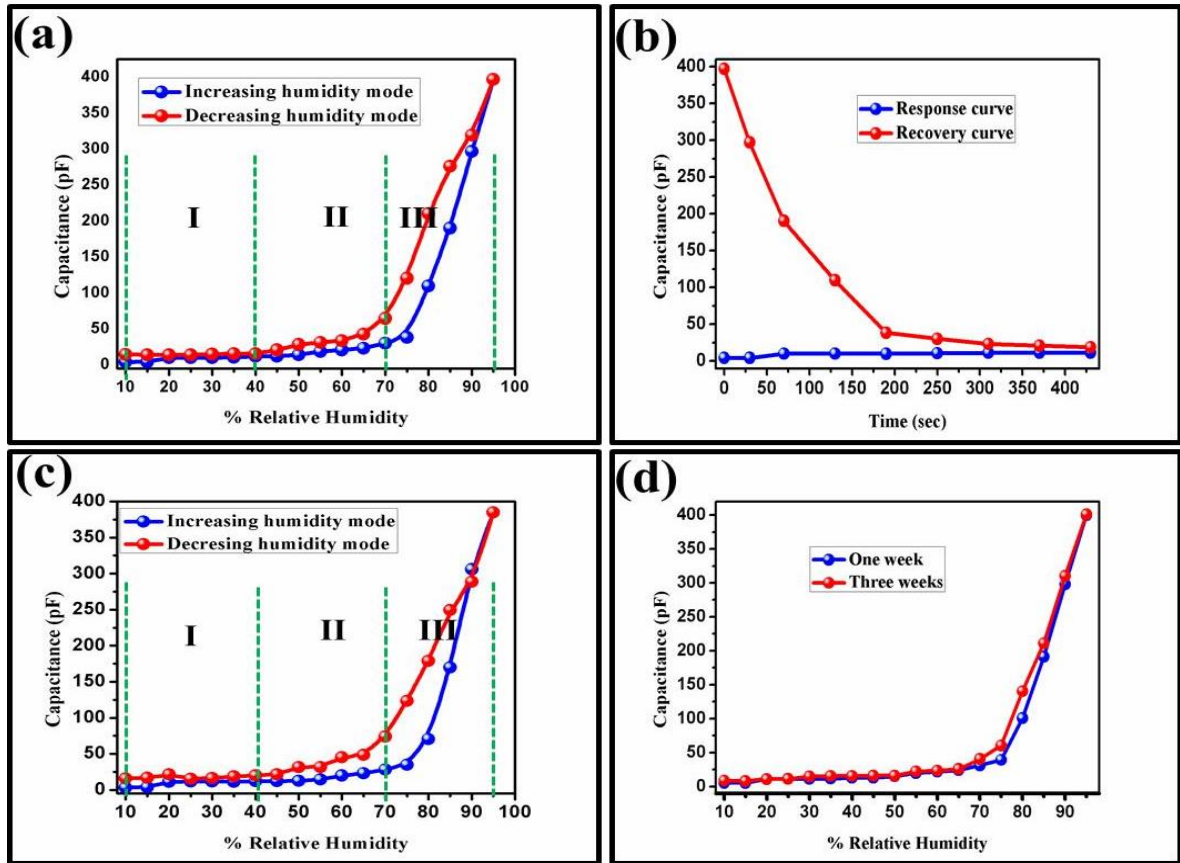 (a)
Increasing humidity mode
Decreasing humidity mode
Capacitance (pF)
400
350
300
250
200
150
100
50
0
I
II
III
10 20 30 40 50 60 70 80 90 100
% Relative Humidity
(b)
Response curve
Recovery curve
Capacitance (pF)
400
350
300
250
200
150
100
50
0
0 50 100 150 200 250 300 350 400
Time (sec)
(c)
Increasing humidity mode
Decresing humidity mode
Capacitance (pF)
400
350
300
250
200
150
100
50
0
I
II
III
10 20 30 40 50 60 70 80 90 100
% Relative Humidity
(d)
One week
Three weeks
Capacitance (pF)
400
350
300
250
200
150
100
50
0
10 20 30 40 50 60 70 80 90
% Relative Humidity